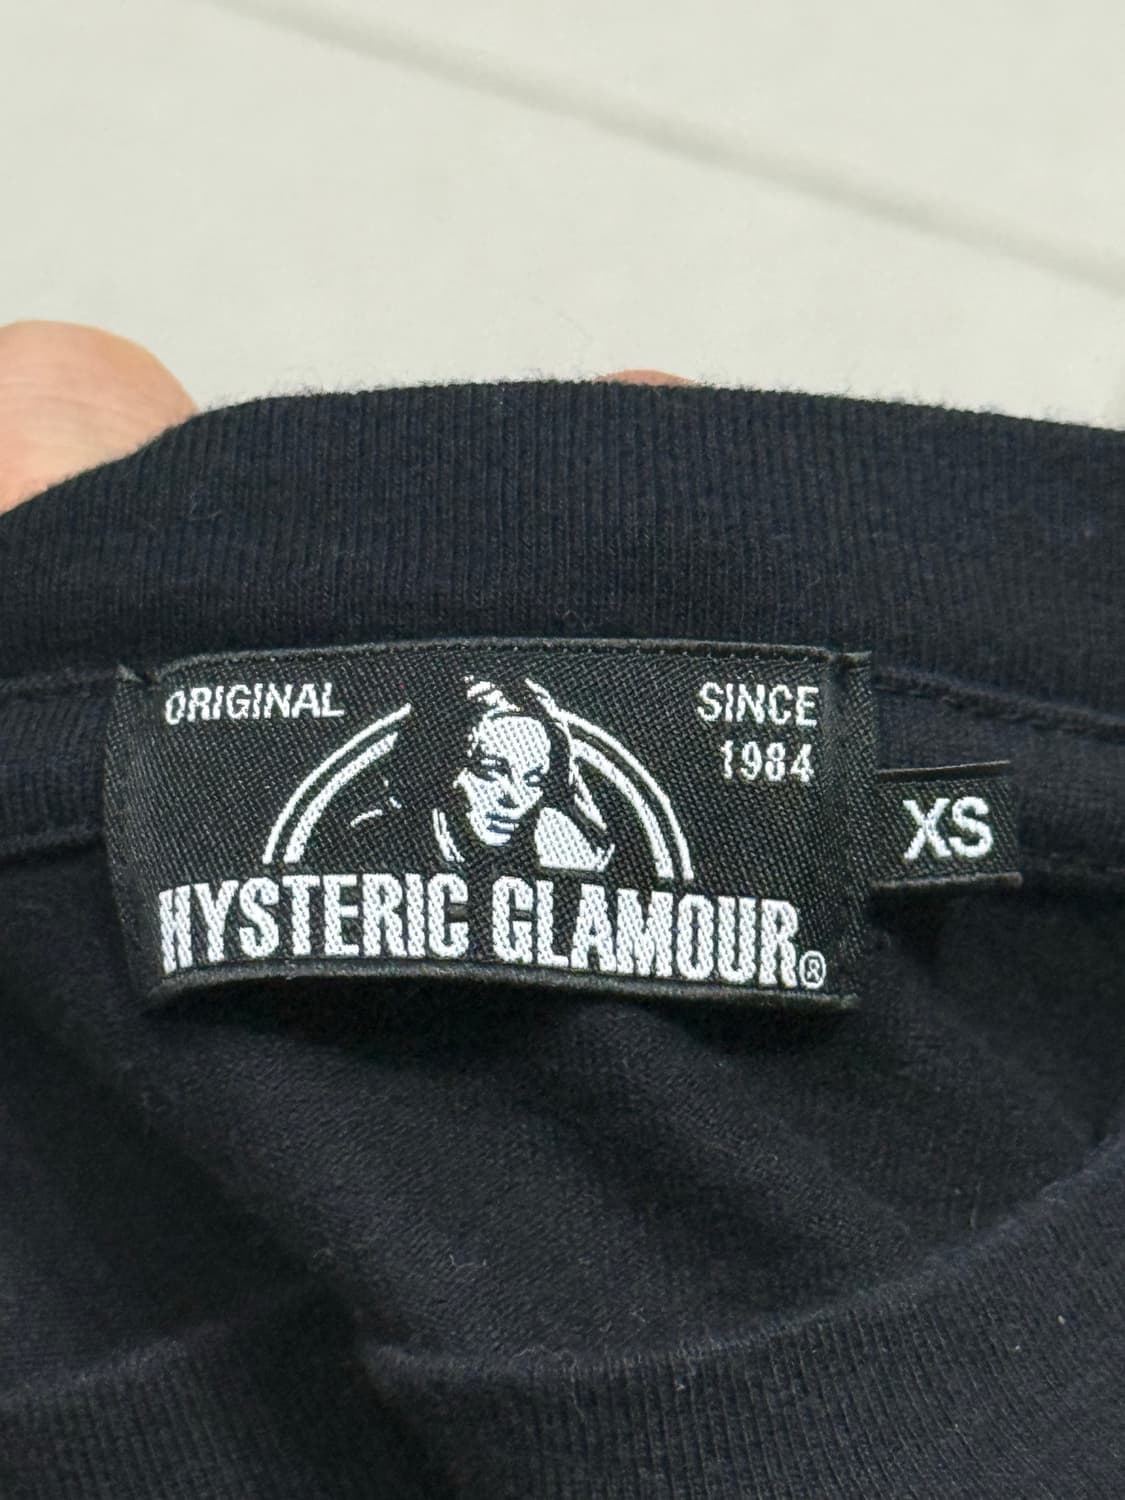 ORIGINAL
SINCE
1984
XS
HYSTERIC GLAMOUR®